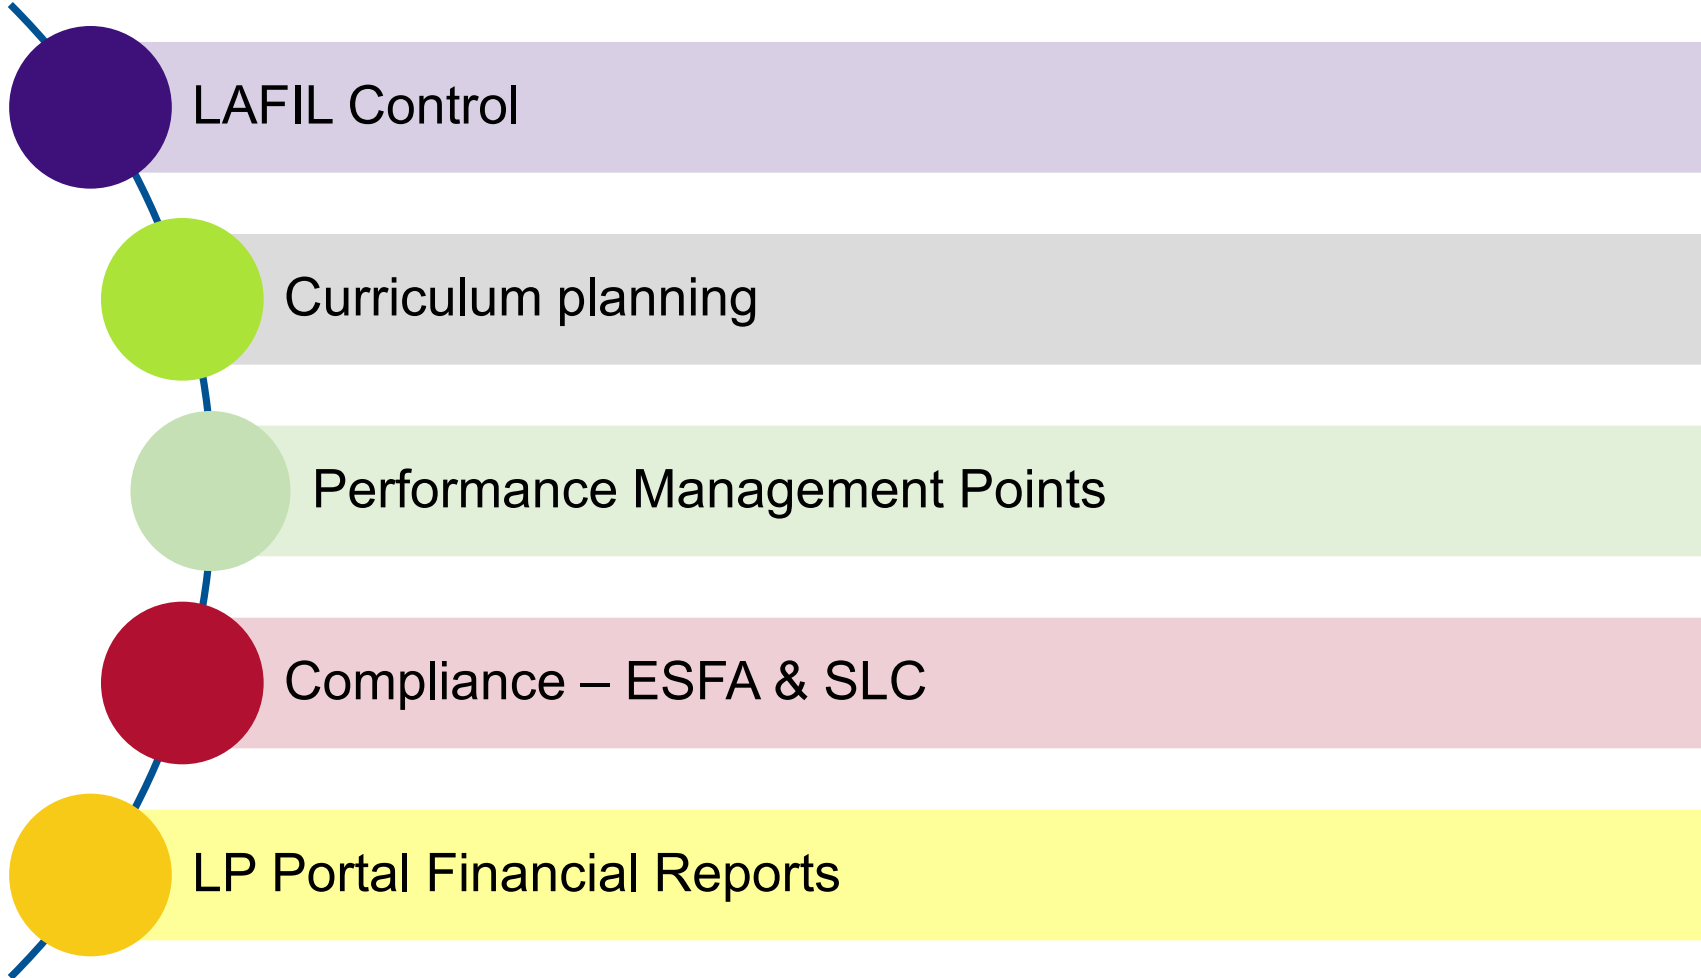 LAFIL Control
Curriculum planning
Performance Management Points
Compliance – ESFA & SLC
LP Portal Financial Reports